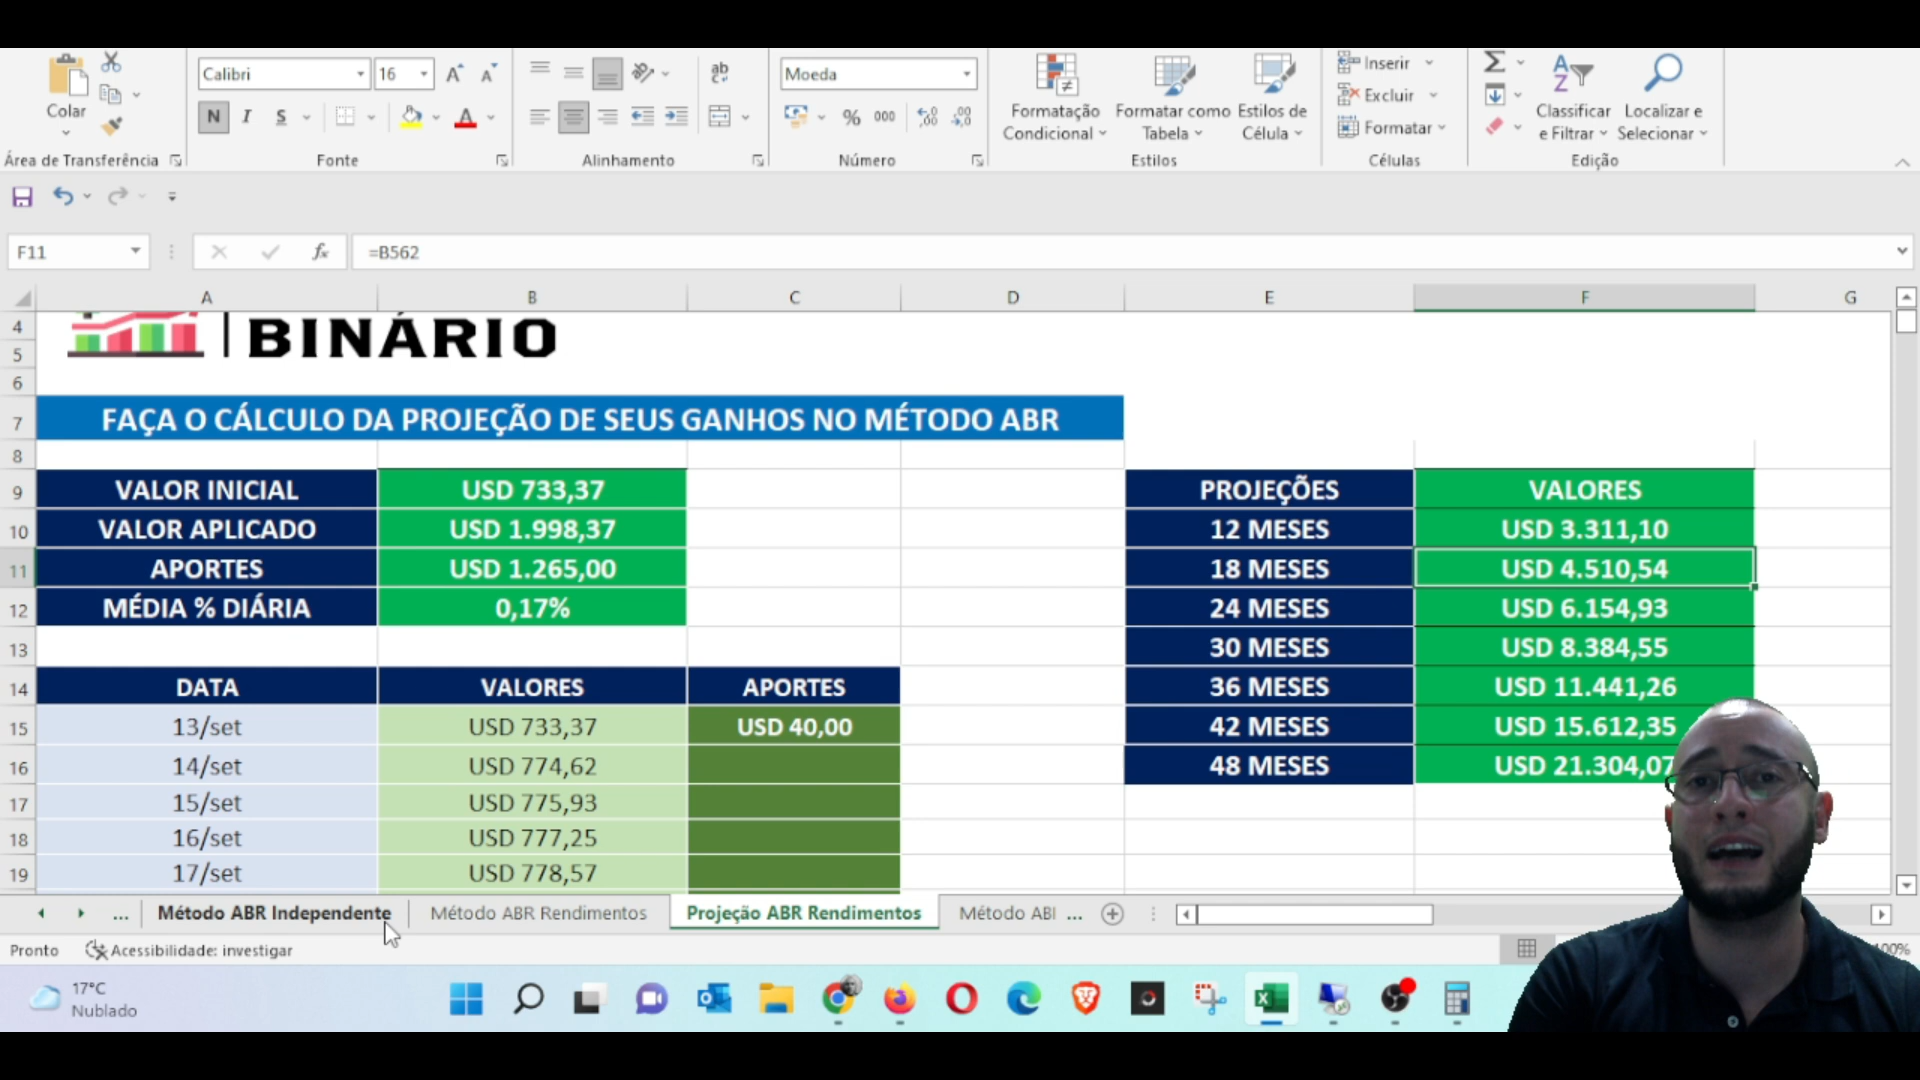 Colar
Calibri
16
Moeda
Formatação Condicional
Formatar como Tabela
Estilos de Célula
Inserir
Excluir
Formatar
Classificar e Filtrar
Localizar e Selecionar
N I S
ab
% 000
Área de Transferência
Fonte
Alinhamento
Número
Estilos
Células
Edição
F11
fx
=B562
A B C D E F G
4
BINÁRIO
5
6
7 FAÇA O CÁLCULO DA PROJEÇÃO DE SEUS GANHOS NO MÉTODO ABR
8
9 VALOR INICIAL USD 733,37 PROJEÇÕES VALORES
10 VALOR APLICADO USD 1.998,37 12 MESES USD 3.311,10
11 APORTES USD 1.265,00 18 MESES USD 4.510,54
12 MÉDIA % DIÁRIA 0,17% 24 MESES USD 6.154,93
13 30 MESES USD 8.384,55
14 DATA VALORES APORTES 36 MESES USD 11.441,26
15 13/set USD 733,37 USD 40,00 42 MESES USD 15.612,35
16 14/set USD 774,62 48 MESES USD 21.304,07
17 15/set USD 775,93
18 16/set USD 777,25
19 17/set USD 778,57
... Método ABR Independente Método ABR Rendimentos Projeção ABR Rendimentos Método ABI ...
Pronto Acessibilidade: investigar
17°C
Nublado